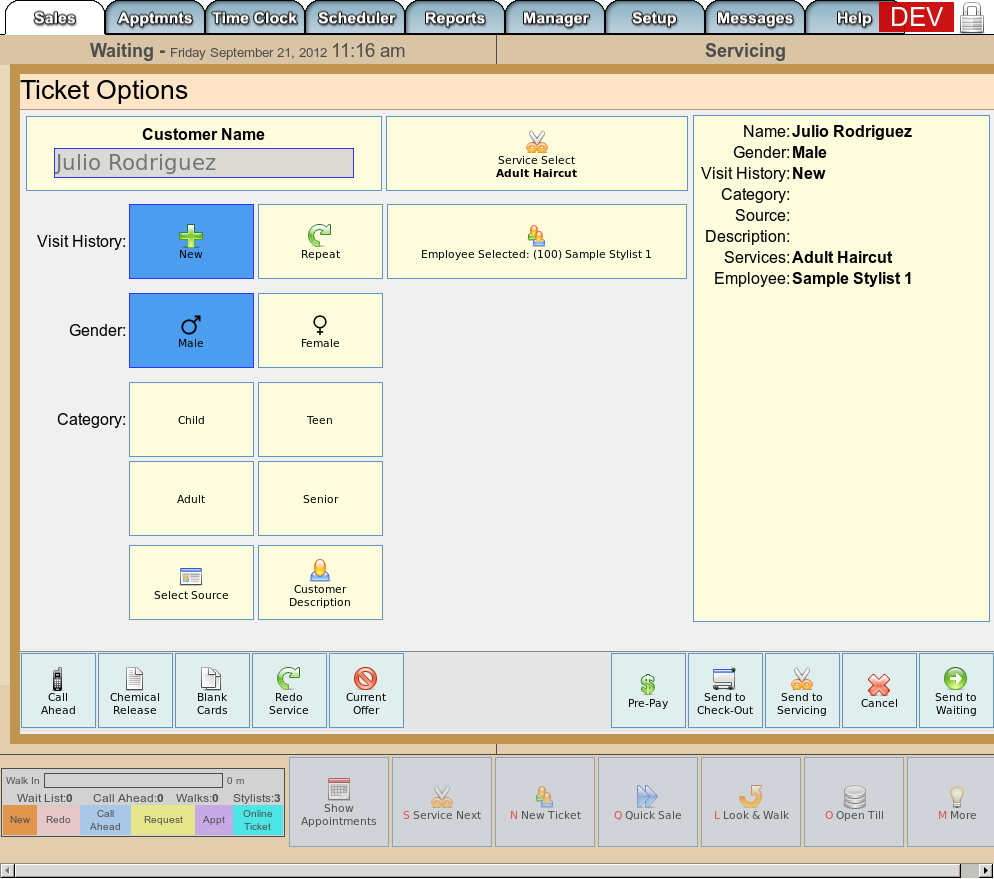 Sales Apptmnts Time Clock Scheduler Reports Manager Setup Messages Help DEV
Waiting - Friday September 21, 2012 11:16 am
Servicing
Ticket Options
Customer Name
Julio Rodriguez
Service Select
Adult Haircut
Visit History:
New
Repeat
Employee Selected: (100) Sample Stylist 1
Gender:
Male
Female
Category:
Child
Teen
Adult
Senior
Select Source
Customer
Description
Name: Julio Rodriguez
Gender: Male
Visit History: New
Category:
Source:
Description:
Services: Adult Haircut
Employee: Sample Stylist 1
Call
Ahead
Chemical
Release
Blank
Cards
Redo
Service
Current
Offer
Pre-Pay
Send to
Check-Out
Send to
Servicing
Cancel
Send to
Waiting
Walk In 0 m
Wait List:0 Call Ahead:0 Walks:0 Stylists:3
New
Redo
Call
Ahead
Request
Appt
Online
Ticket
Show
Appointments
S Service Next
N New Ticket
Q Quick Sale
L Look & Walk
O Open Till
M More